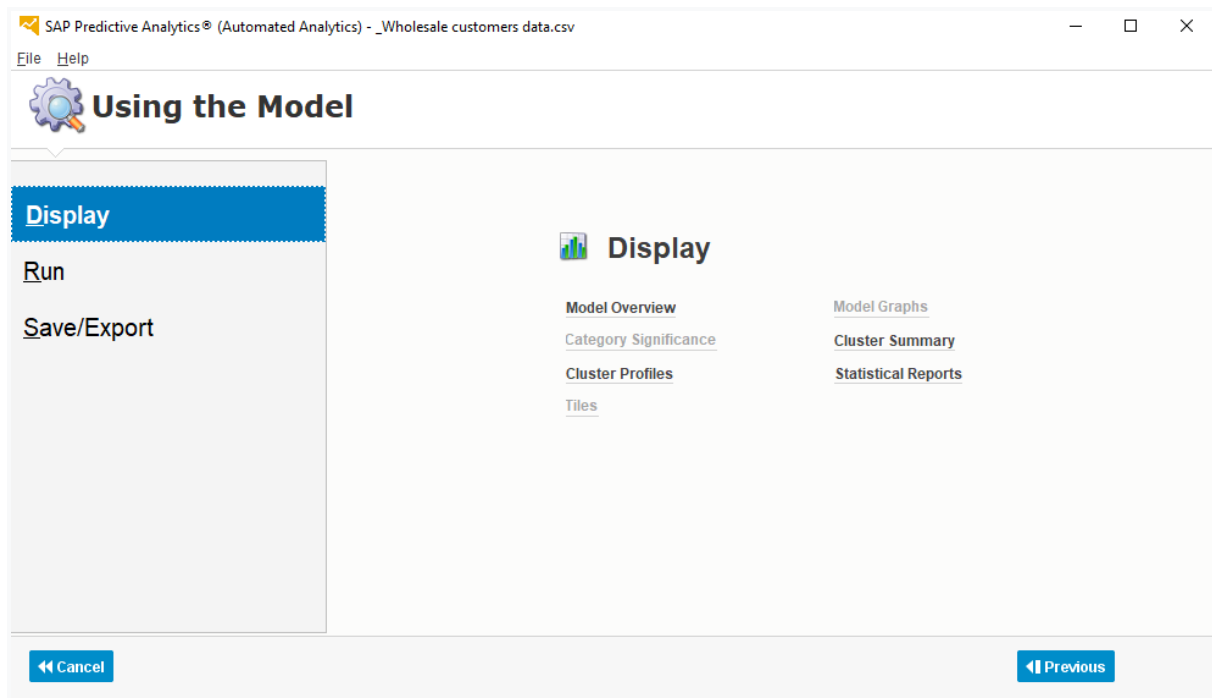 SAP Predictive Analytics® (Automated Analytics) - _Wholesale customers data.csv
File Help
Using the Model
Display
Run
Save/Export
Display
Model Overview
Model Graphs
Category Significance
Cluster Summary
Cluster Profiles
Statistical Reports
Tiles
Cancel
Previous